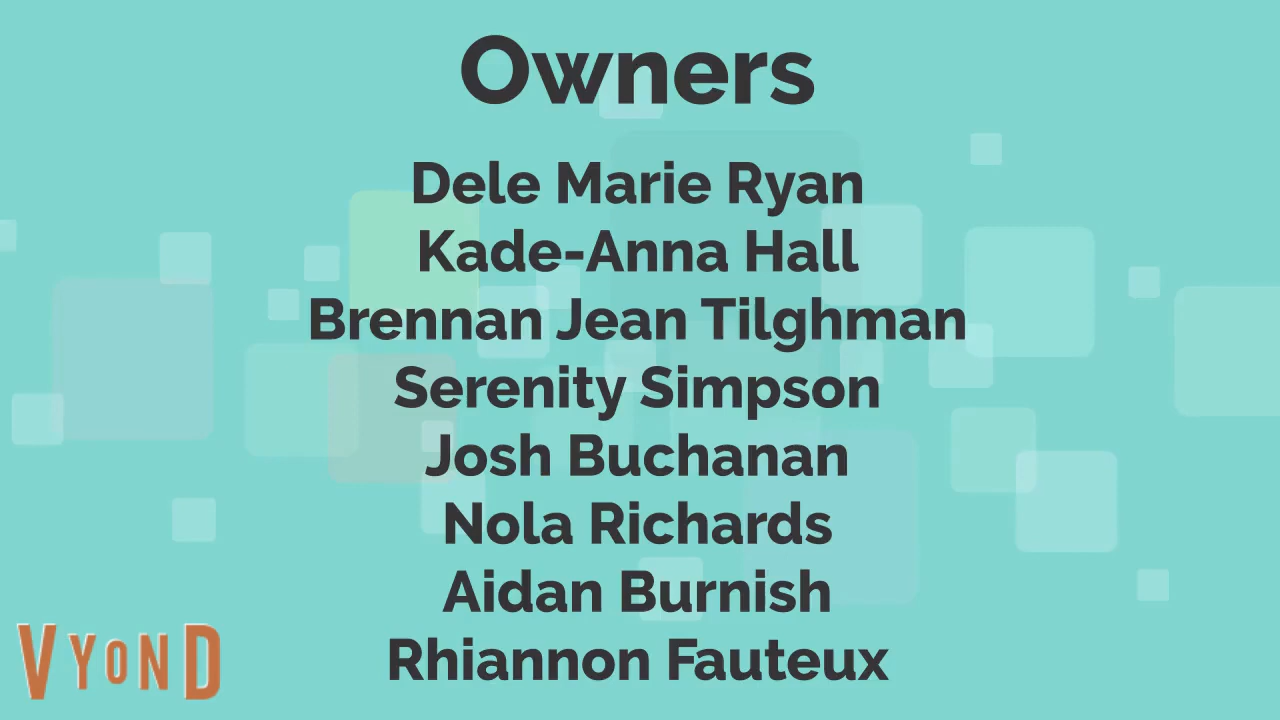 Owners
Dele Marie Ryan
Kade-Anna Hall
Brennan Jean Tilghman
Serenity Simpson
Josh Buchanan
Nola Richards
Aidan Burnish
Rhiannon Fauteux
VYOND